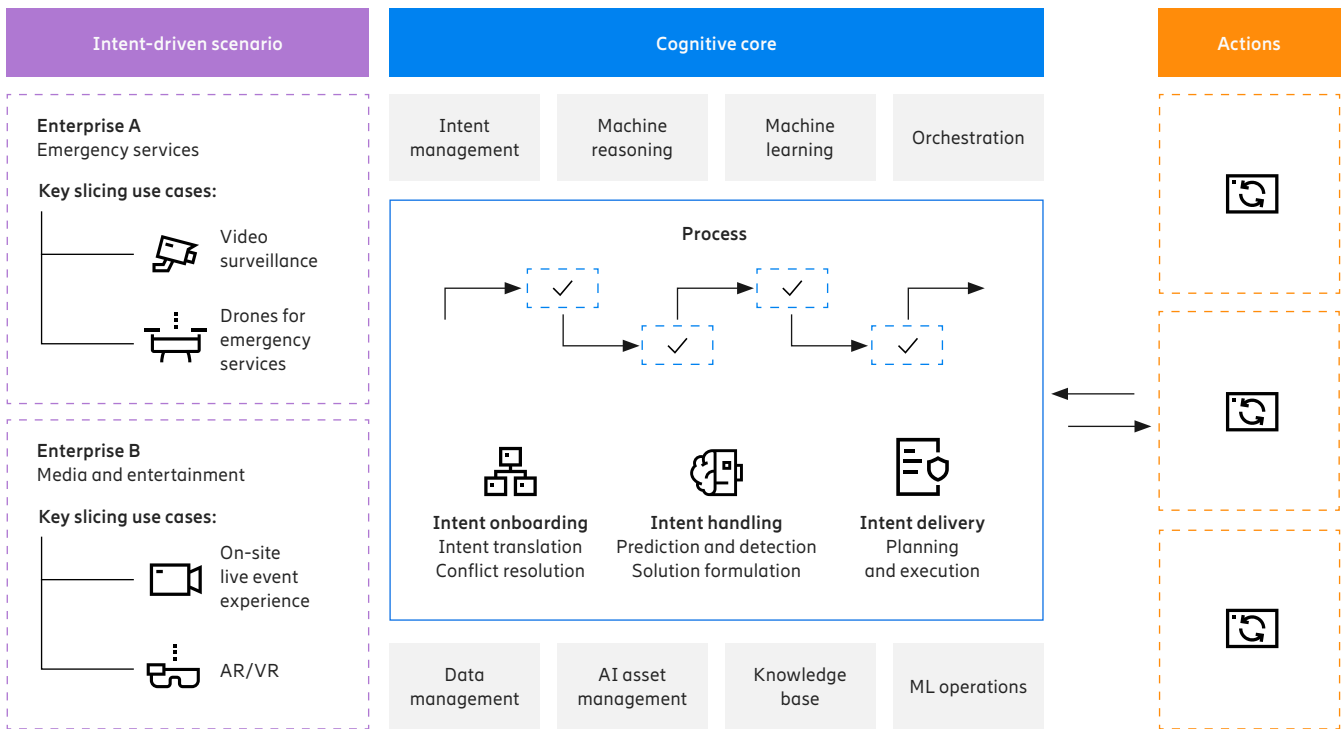 Intent-driven scenario
Cognitive core
Actions
Enterprise A
Emergency services
Key slicing use cases:
Video
surveillance
Drones for
emergency
services
Enterprise B
Media and entertainment
Key slicing use cases:
On-site
live event
experience
AR/VR
Intent
management
Machine
reasoning
Machine
learning
Orchestration
Process
Intent onboarding
Intent translation
Conflict resolution
Intent handling
Prediction and detection
Solution formulation
Intent delivery
Planning
and execution
Data
management
AI asset
management
Knowledge
base
ML operations